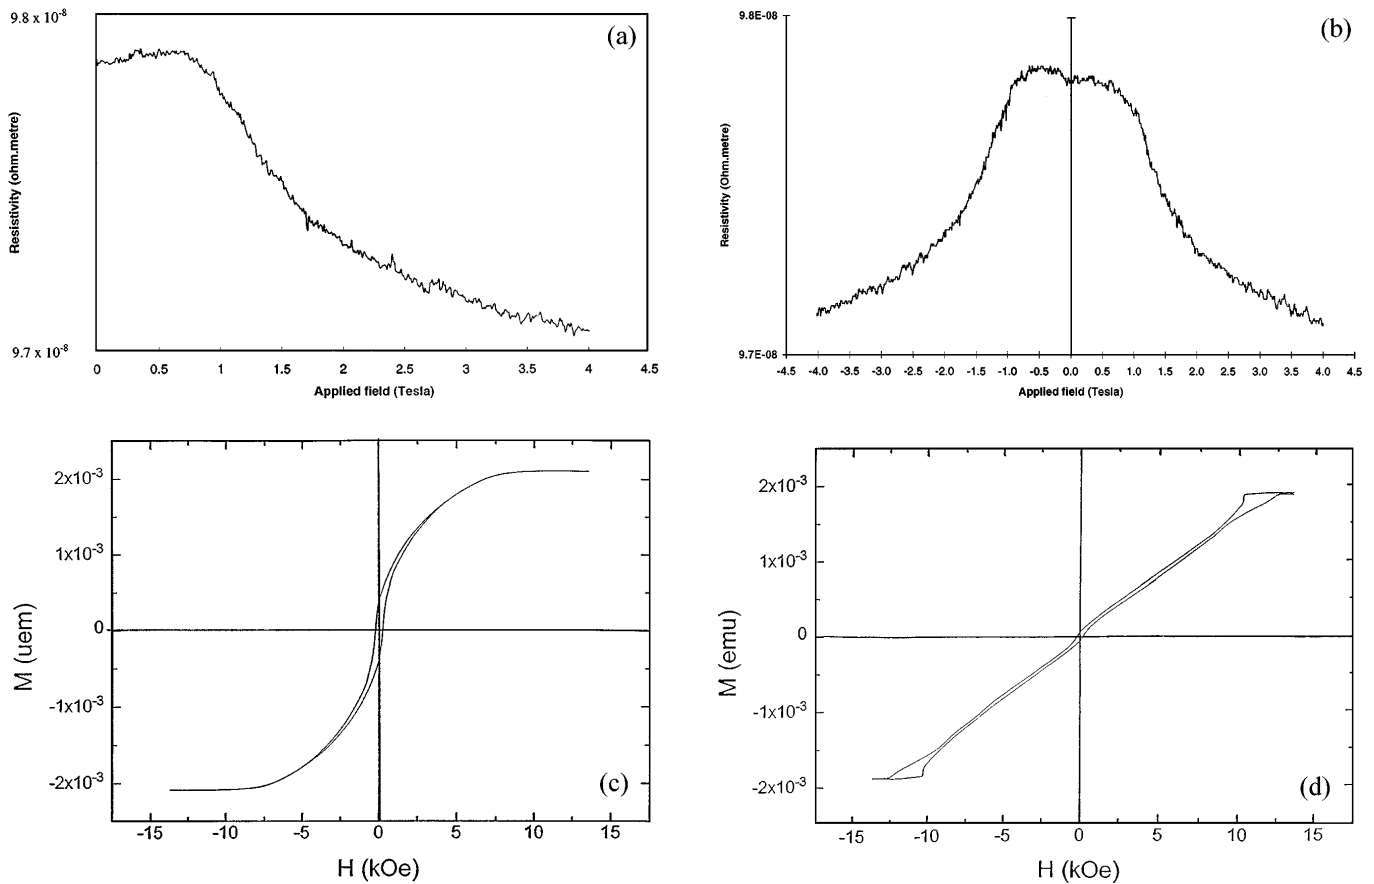 9.8 x 10-8
(a)
Resistivity (ohm.metre)
9.7 x 10-8
0 0.5 1 1.5 2 2.5 3 3.5 4 4.5
Applied field (Tesla)
9.8E-08
(b)
Resistivity (Ohm.metre)
9.7E-08
-4.5 -4.0 -3.5 -3.0 -2.5 -2.0 -1.5 -1.0 -0.5 0.0 0.5 1.0 1.5 2.0 2.5 3.0 3.5 4.0 4.5
Applied field (Tesla)
2x10-3
1x10-3
0
-1x10-3
-2x10-3
M (uem)
(c)
-15 -10 -5 0 5 10 15
H (kOe)
2x10-3
1x10-3
0
-1x10-3
-2x10-3
M (emu)
(d)
-15 -10 -5 0 5 10 15
H (kOe)